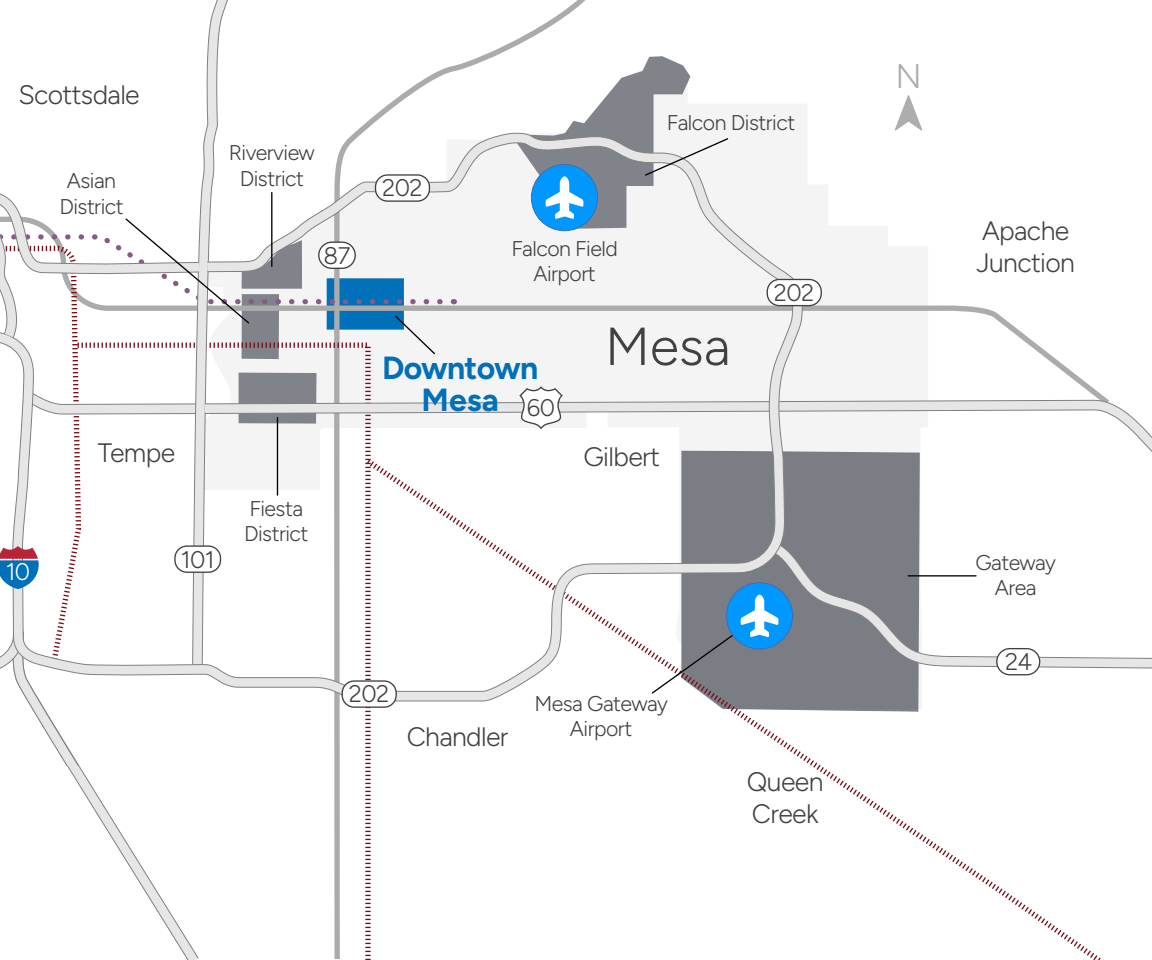 N
Scottsdale
Falcon District
Riverview
District
Asian
District
202
Falcon Field
Airport
87
Apache
Junction
202
Mesa
Downtown
Mesa
60
Tempe
Gilbert
Fiesta
District
101
10
Gateway
Area
24
202
Mesa Gateway
Airport
Chandler
Queen
Creek